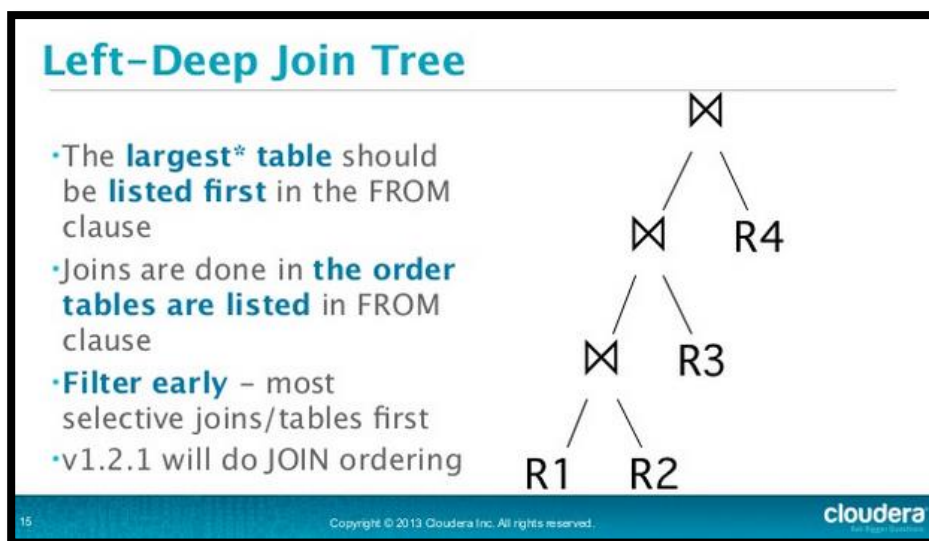 Left-Deep Join Tree
•The largest* table should
be listed first in the FROM
clause
•Joins are done in the order
tables are listed in FROM
clause
•Filter early – most
selective joins/tables first
•v1.2.1 will do JOIN ordering
⋈
⋈
R4
⋈
R3
R1
R2
15
Copyright © 2013 Cloudera Inc. All rights reserved.
cloudera